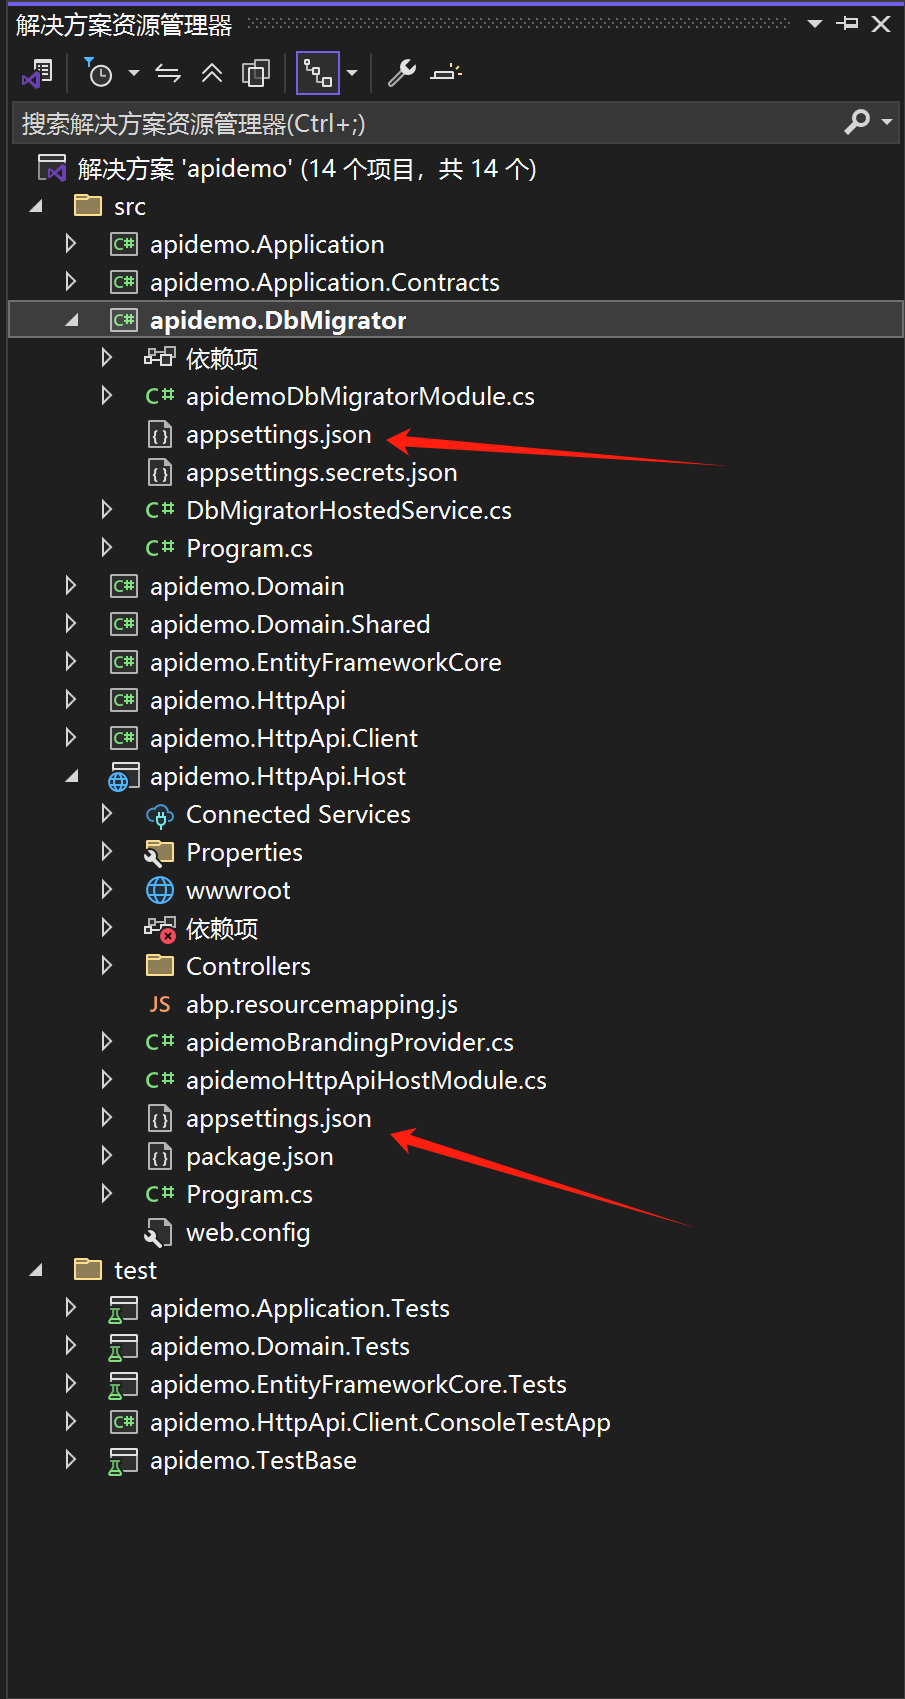 解决方案资源管理器
搜索解决方案资源管理器(Ctrl+;)
解决方案 'apidemo' (14 个项目，共 14 个)
src
C# apidemo.Application
C# apidemo.Application.Contracts
C# apidemo.DbMigrator
依赖项
C# apidemoDbMigratorModule.cs
appsettings.json
appsettings.secrets.json
C# DbMigratorHostedService.cs
C# Program.cs
C# apidemo.Domain
C# apidemo.Domain.Shared
C# apidemo.EntityFrameworkCore
C# apidemo.HttpApi
C# apidemo.HttpApi.Client
apidemo.HttpApi.Host
Connected Services
Properties
wwwroot
依赖项
Controllers
JS abp.resourcemapping.js
C# apidemoBrandingProvider.cs
C# apidemoHttpApiHostModule.cs
appsettings.json
package.json
C# Program.cs
web.config
test
apidemo.Application.Tests
apidemo.Domain.Tests
apidemo.EntityFrameworkCore.Tests
C# apidemo.HttpApi.Client.ConsoleTestApp
apidemo.TestBase